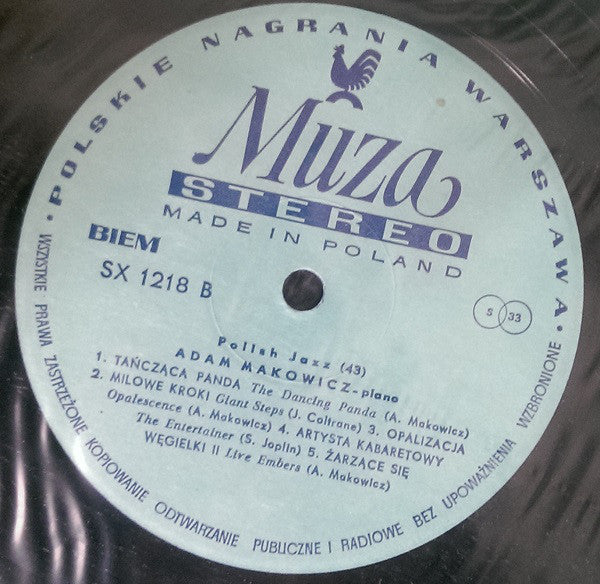 • POLSKIE NAGRANIA WARSZAWA •
Muza
STEREO
MADE IN POLAND
BIEM
SX 1218 B
S 33
Polish Jazz (43)
ADAM MAKOWICZ-piano
1. TAŃCZĄCA PANDA The Dancing Panda (A. Makowicz)
2. MILOWE KROKI Giant Steps (J. Coltrane) 3. OPALIZACJA
Opalescence (A. Makowicz) 4. ARTYSTA KABARETOWY
The Entertainer (S. Joplin) 5. ŻARZĄCE SIĘ
WĘGIELKI II Live Embers (A. Makowicz)
WSZYSTKIE PRAWA ZASTRZEŻONE KOPIOWANIE ODTWARZANIE PUBLICZNE I RADIOWE BEZ UPOWAŻNIENIA WZBRONIONE